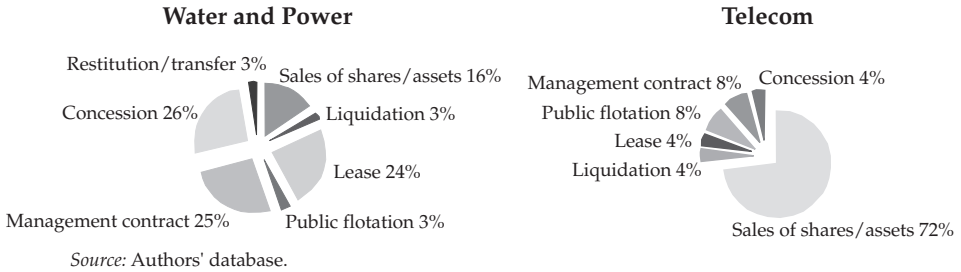 Water and Power
Restitution/transfer 3%
Sales of shares/assets 16%
Concession 26%
Liquidation 3%
Lease 24%
Management contract 25%
Public flotation 3%
Source: Authors' database.
Telecom
Management contract 8%
Concession 4%
Public flotation 8%
Lease 4%
Liquidation 4%
Sales of shares/assets 72%